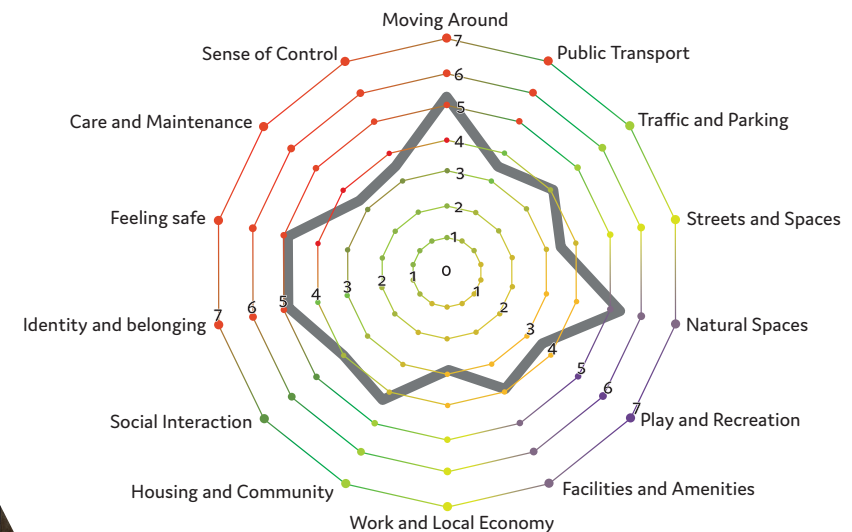 Moving Around
7
Sense of Control
Public Transport
6
5
Care and Maintenance
Traffic and Parking
4
3
Feeling safe
2
Streets and Spaces
1
0
1
2
3
4
5
6
7
1
2
3
4
5
6
7
Identity and belonging
Natural Spaces
Social Interaction
Play and Recreation
Housing and Community
Facilities and Amenities
Work and Local Economy